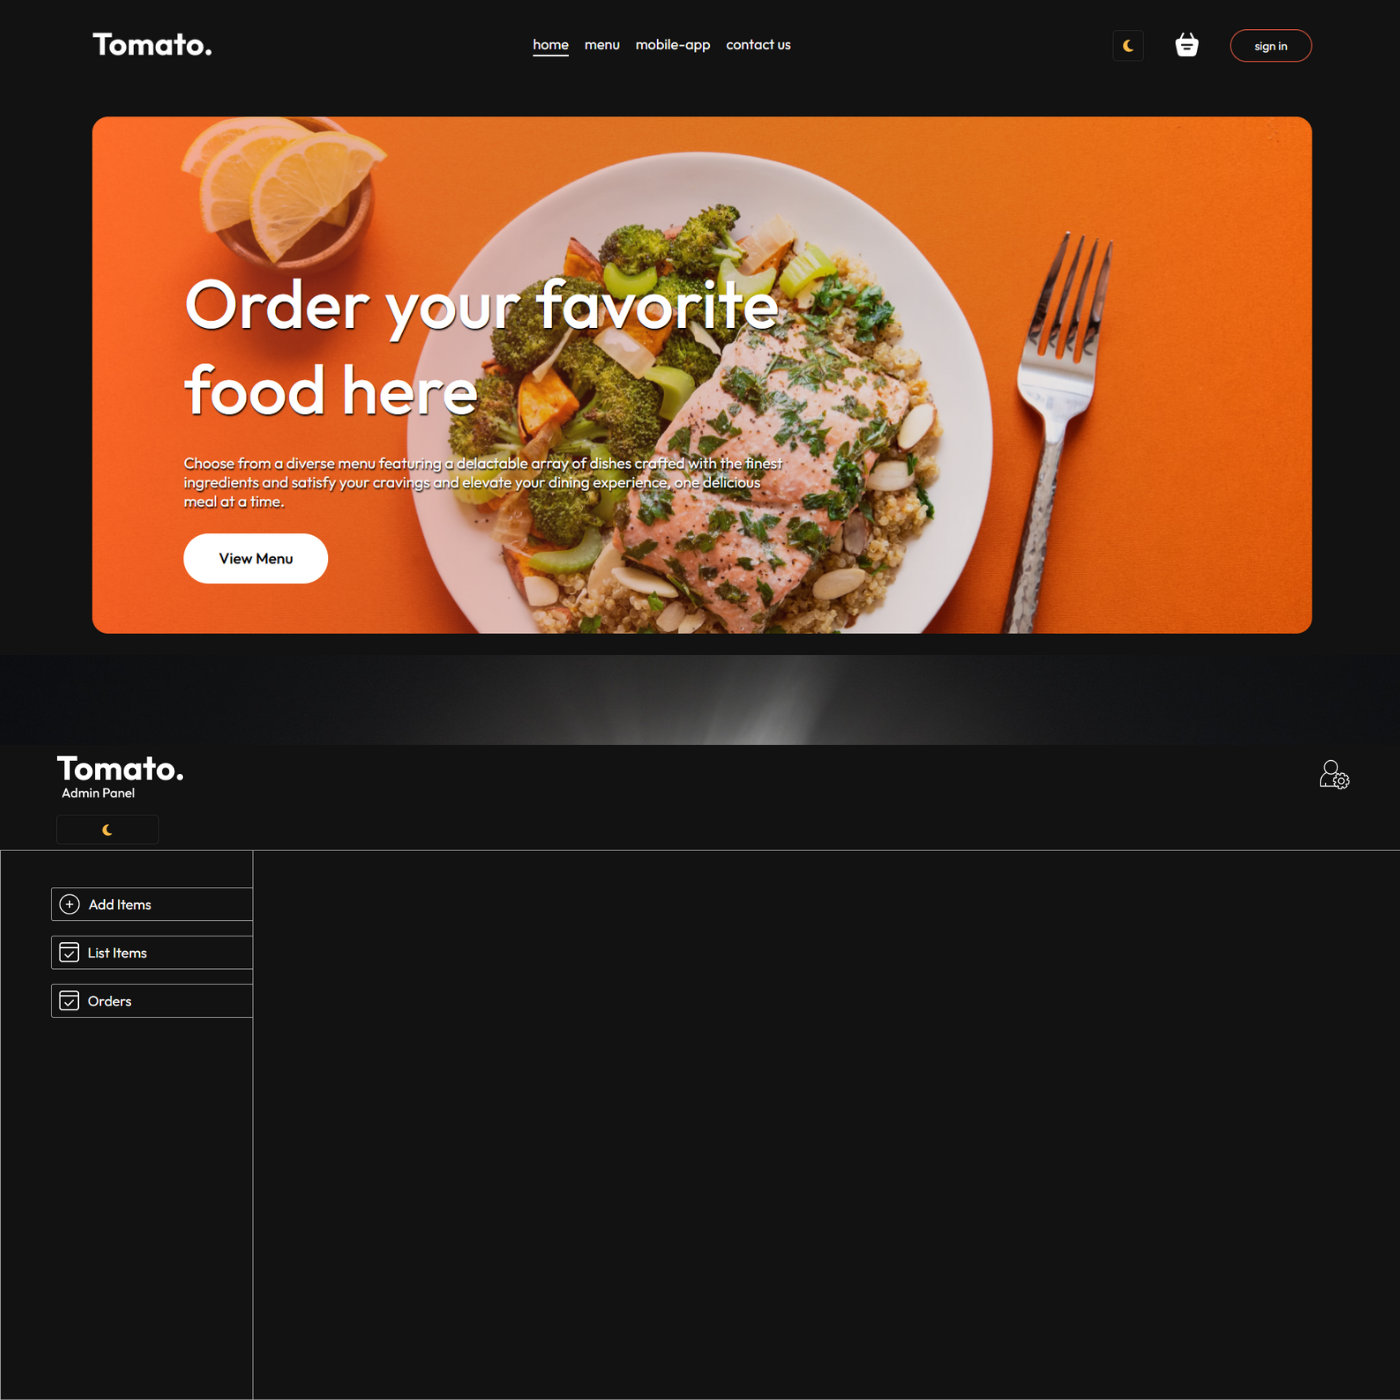 Tomato.
home menu mobile-app contact us
sign in
Order your favorite
food here
Choose from a diverse menu featuring a delactable array of dishes crafted with the finest
ingredients and satisfy your cravings and elevate your dining experience, one delicious
meal at a time.
View Menu
Tomato.
Admin Panel
Add Items
List Items
Orders